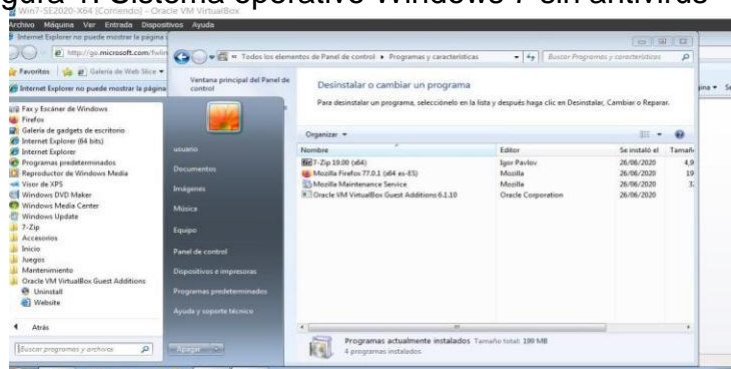 gura 1. Sistema operativo Windows 7 sin antivirus
Win7-SE2020-X64 [Corriendo] - Oracle VM VirtualBox
Archivo Máquina Ver Entrada Dispositivos Ayuda
Internet Explorer no puede mostrar la página
http://go.microsoft.com/fwlin
Favoritos Galería de Web Slice
Internet Explorer no puede mostrar la página
Todos los elementos de Panel de control Programas y características
Buscar Programas y características
Ventana principal del Panel de control
Desinstalar o cambiar un programa
Para desinstalar un programa, selecciónelo en la lista y después haga clic en Desinstalar, Cambiar o Reparar.
Organizar
Nombre Editor Se instaló el Tamañ
7-Zip 19.00 (x64) Igor Pavlov 26/06/2020 4,9
Mozilla Firefox 77.0.1 (x64 es-ES) Mozilla 26/06/2020 19
Mozilla Maintenance Service Mozilla 26/06/2020 3
Oracle VM VirtualBox Guest Additions 6.1.10 Oracle Corporation 26/06/2020
Programas actualmente instalados Tamaño total: 199 MB
4 programas instalados
Fax y Escáner de Windows
Firefox
Galería de gadgets de escritorio
Internet Explorer (64 bits)
Internet Explorer
Programas predeterminados
Reproductor de Windows Media
Visor de XPS
Windows DVD Maker
Windows Media Center
Windows Update
7-Zip
Accesorios
Inicio
Juegos
Mantenimiento
Oracle VM VirtualBox Guest Additions
Uninstall
Website
Atrás
Buscar programas y archivos
usuario
Documentos
Imágenes
Música
Equipo
Panel de control
Dispositivos e impresoras
Programas predeterminados
Ayuda y soporte técnico
Apagar
gina Se